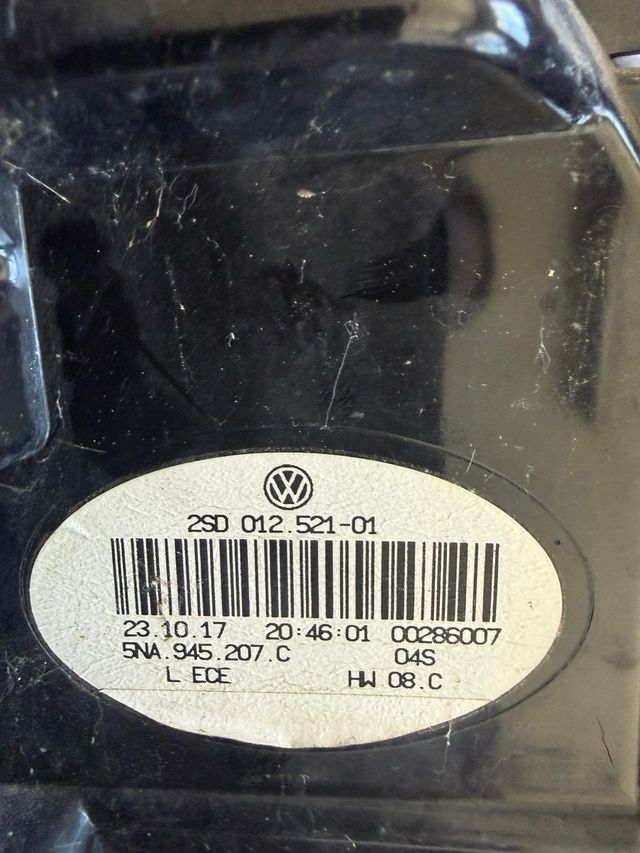 2SD 012.521-01
23.10.17 20:46:01 00286007
5NA.945.207.C 04S
L ECE HW 08.C